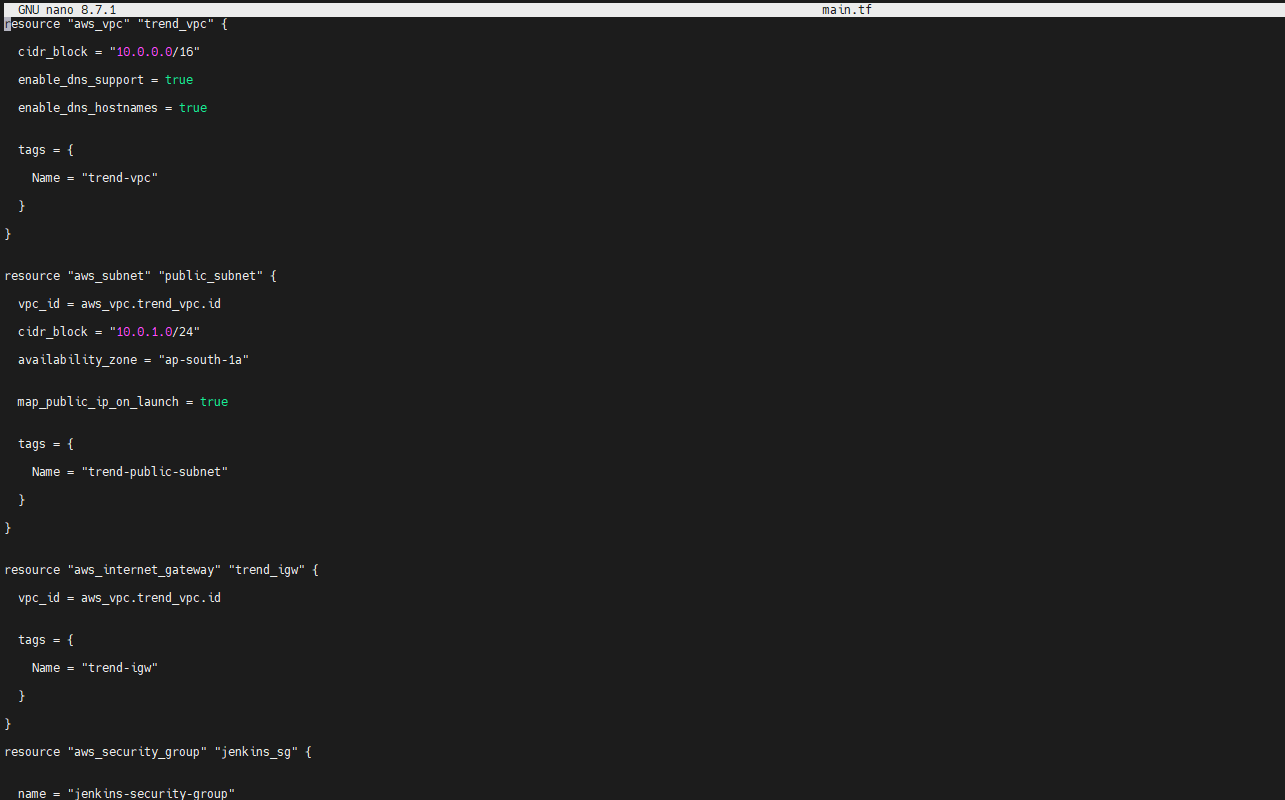 GNU nano 8.7.1 main.tf
resource "aws_vpc" "trend_vpc" {
cidr_block = "10.0.0.0/16"
enable_dns_support = true
enable_dns_hostnames = true
tags = {
Name = "trend-vpc"
}
}
resource "aws_subnet" "public_subnet" {
vpc_id = aws_vpc.trend_vpc.id
cidr_block = "10.0.1.0/24"
availability_zone = "ap-south-1a"
map_public_ip_on_launch = true
tags = {
Name = "trend-public-subnet"
}
}
resource "aws_internet_gateway" "trend_igw" {
vpc_id = aws_vpc.trend_vpc.id
tags = {
Name = "trend-igw"
}
}
resource "aws_security_group" "jenkins_sg" {
name = "jenkins-security-group"